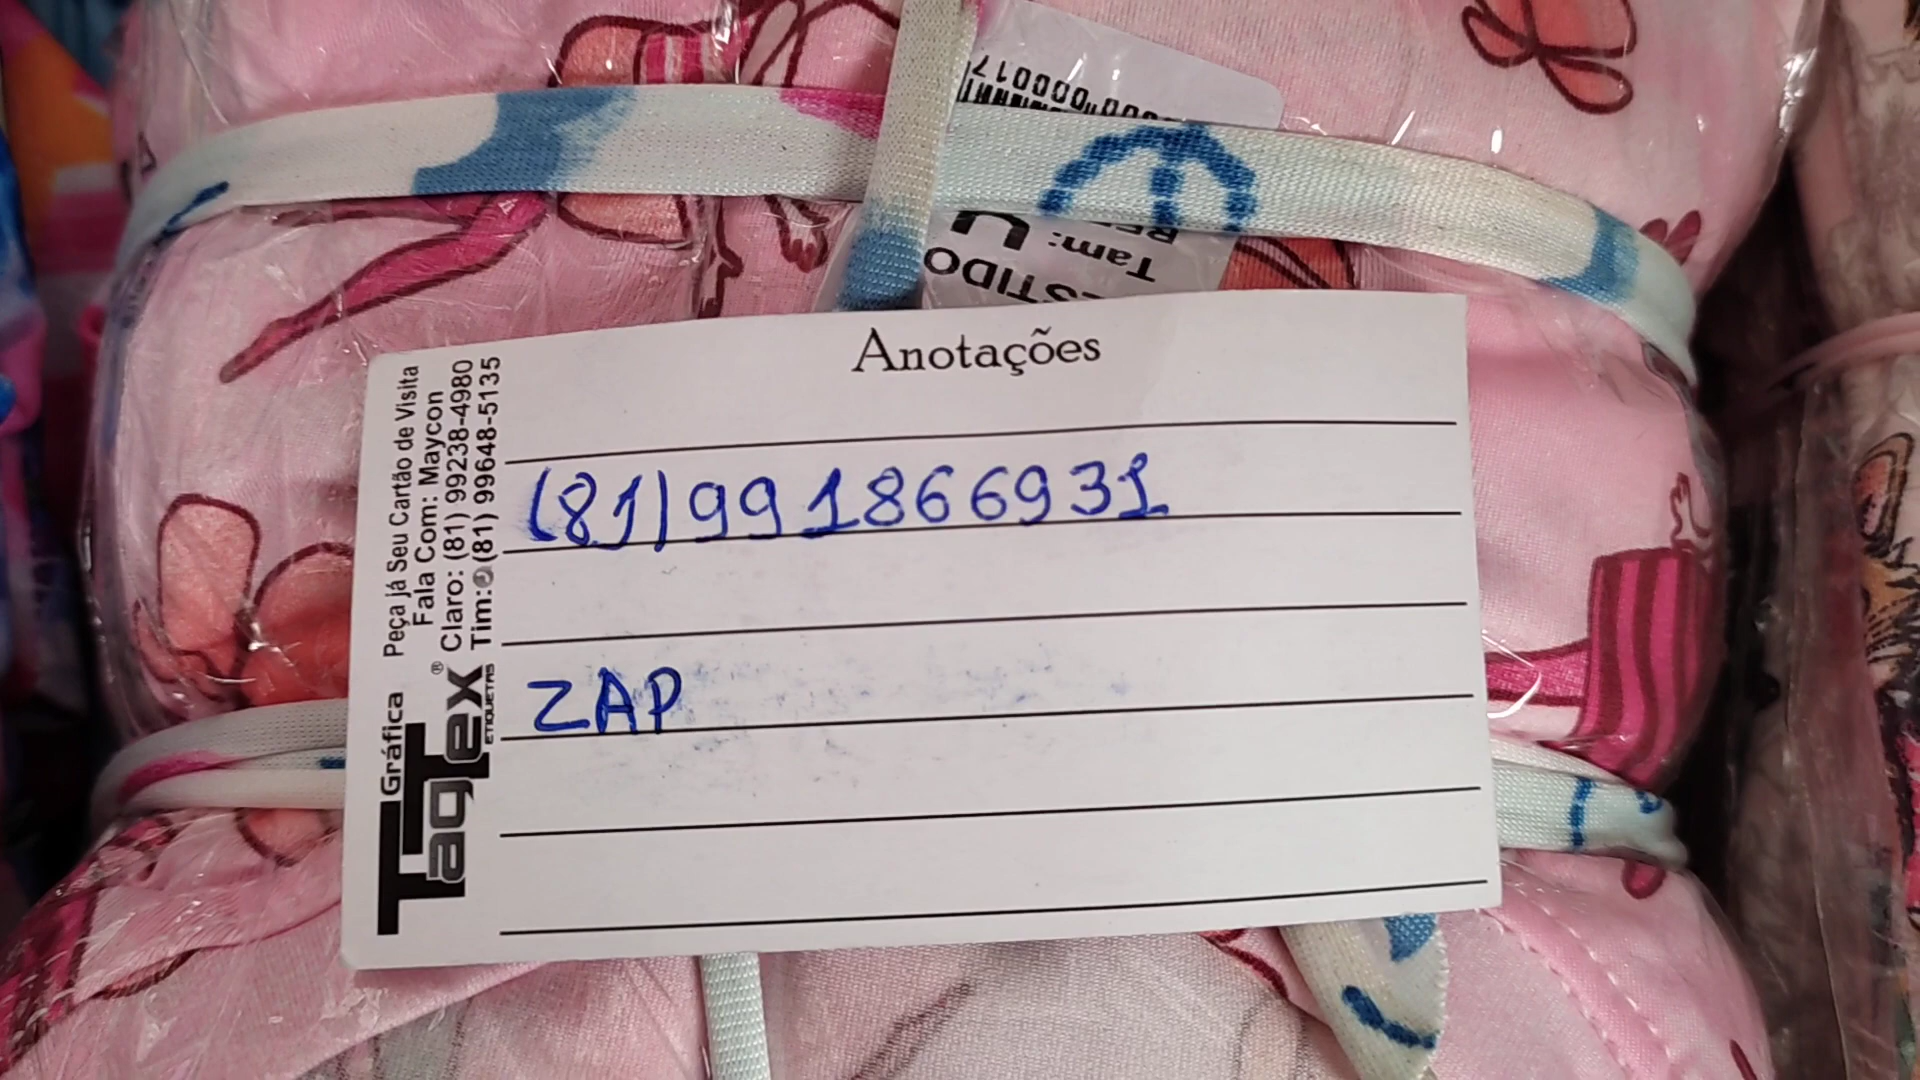 000017
Tam: U
Anotações
(81)991866931
ZAP
Peça já Seu Cartão de Visita
Fala Com: Maycon
Claro: (81) 99238-4980
Tim: (81) 99648-5135
Gráfica
TagTex®
ETIQUETAS